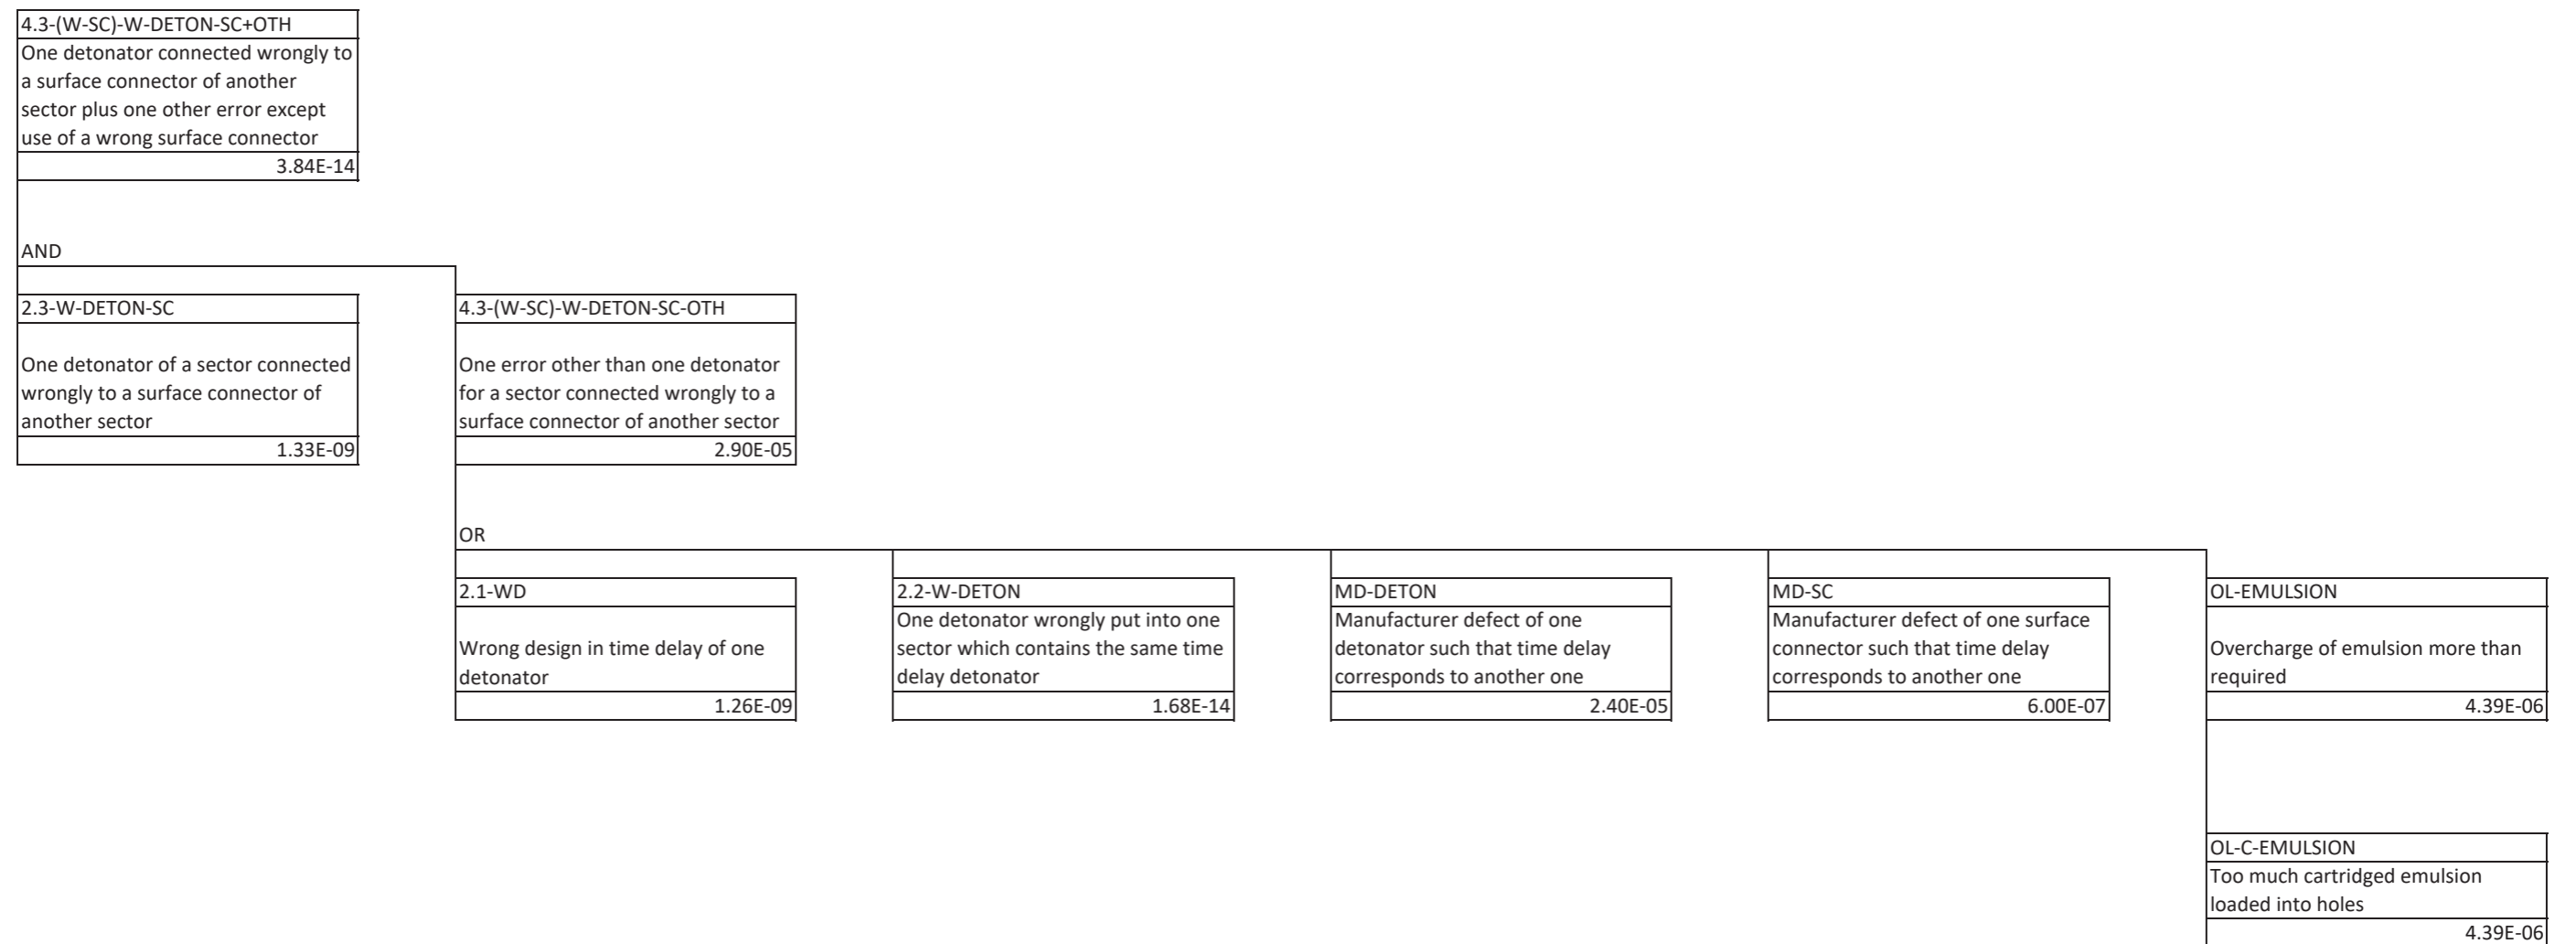 4.3-(W-SC)-W-DETON-SC+OTH
One detonator connected wrongly to
a surface connector of another
sector plus one other error except
use of a wrong surface connector
3.84E-14
AND
2.3-W-DETON-SC
One detonator of a sector connected
wrongly to a surface connector of
another sector
1.33E-09
4.3-(W-SC)-W-DETON-SC-OTH
One error other than one detonator
for a sector connected wrongly to a
surface connector of another sector
2.90E-05
OR
2.1-WD
Wrong design in time delay of one
detonator
1.26E-09
2.2-W-DETON
One detonator wrongly put into one
sector which contains the same time
delay detonator
1.68E-14
MD-DETON
Manufacturer defect of one
detonator such that time delay
corresponds to another one
2.40E-05
MD-SC
Manufacturer defect of one surface
connector such that time delay
corresponds to another one
6.00E-07
OL-EMULSION
Overcharge of emulsion more than
required
4.39E-06
OL-C-EMULSION
Too much cartridged emulsion
loaded into holes
4.39E-06